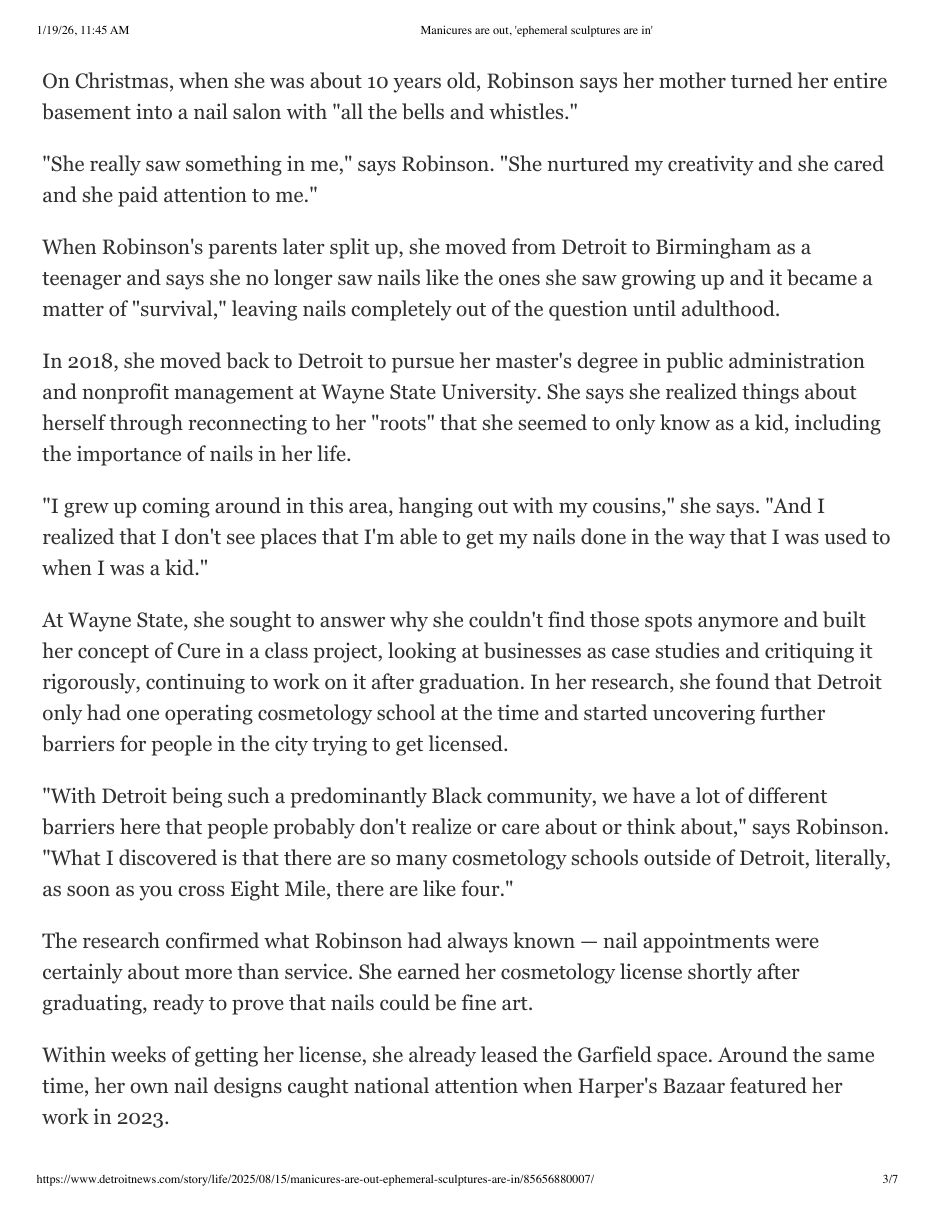 1/19/26, 11:45 AM
Manicures are out, 'ephemeral sculptures are in'
On Christmas, when she was about 10 years old, Robinson says her mother turned her entire
basement into a nail salon with "all the bells and whistles."
"She really saw something in me," says Robinson. "She nurtured my creativity and she cared
and she paid attention to me."
When Robinson's parents later split up, she moved from Detroit to Birmingham as a
teenager and says she no longer saw nails like the ones she saw growing up and it became a
matter of "survival," leaving nails completely out of the question until adulthood.
In 2018, she moved back to Detroit to pursue her master's degree in public administration
and nonprofit management at Wayne State University. She says she realized things about
herself through reconnecting to her "roots" that she seemed to only know as a kid, including
the importance of nails in her life.
"I grew up coming around in this area, hanging out with my cousins," she says. "And I
realized that I don't see places that I'm able to get my nails done in the way that I was used to
when I was a kid."
At Wayne State, she sought to answer why she couldn't find those spots anymore and built
her concept of Cure in a class project, looking at businesses as case studies and critiquing it
rigorously, continuing to work on it after graduation. In her research, she found that Detroit
only had one operating cosmetology school at the time and started uncovering further
barriers for people in the city trying to get licensed.
"With Detroit being such a predominantly Black community, we have a lot of different
barriers here that people probably don't realize or care about or think about," says Robinson.
"What I discovered is that there are so many cosmetology schools outside of Detroit, literally,
as soon as you cross Eight Mile, there are like four."
The research confirmed what Robinson had always known — nail appointments were
certainly about more than service. She earned her cosmetology license shortly after
graduating, ready to prove that nails could be fine art.
Within weeks of getting her license, she already leased the Garfield space. Around the same
time, her own nail designs caught national attention when Harper's Bazaar featured her
work in 2023.
https://www.detroitnews.com/story/life/2025/08/15/manicures-are-out-ephemeral-sculptures-are-in/85656880007/
3/7